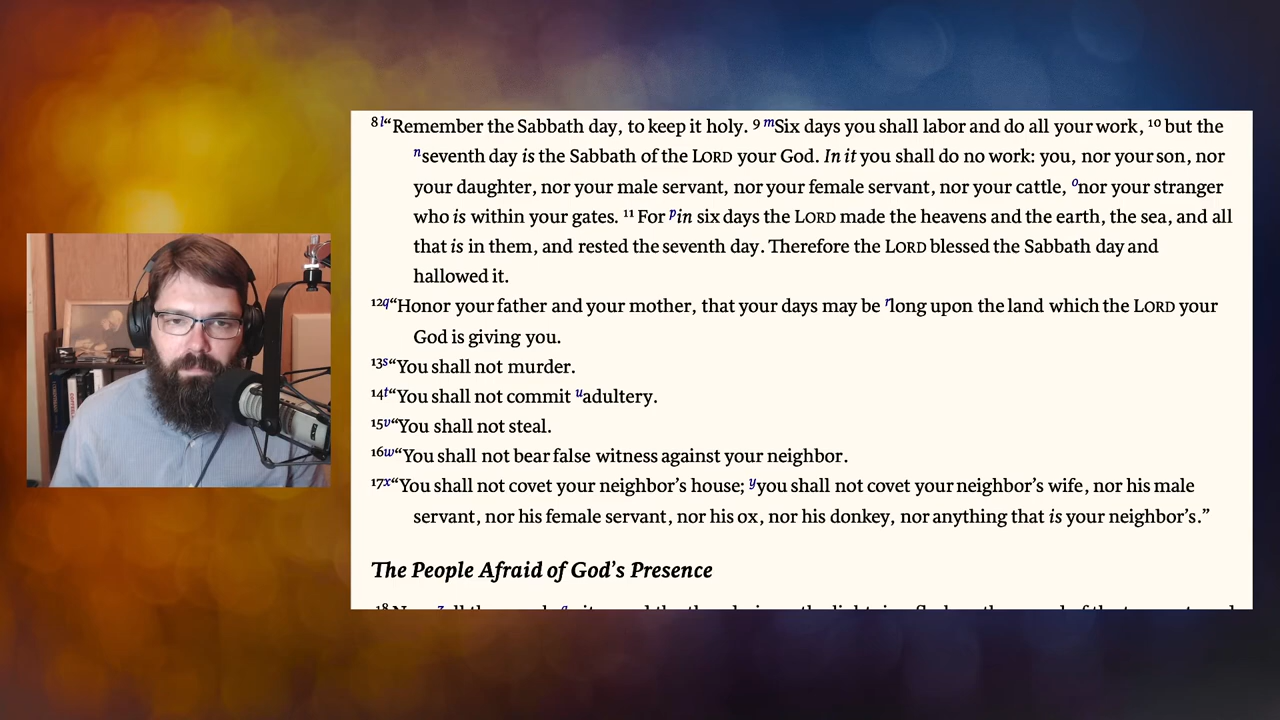 8 l“Remember the Sabbath day, to keep it holy. 9 mSix days you shall labor and do all your work, 10 but the
nseventh day is the Sabbath of the LORD your God. In it you shall do no work: you, nor your son, nor
your daughter, nor your male servant, nor your female servant, nor your cattle, onor your stranger
who is within your gates. 11 For pin six days the LORD made the heavens and the earth, the sea, and all
that is in them, and rested the seventh day. Therefore the LORD blessed the Sabbath day and
hallowed it.
12q“Honor your father and your mother, that your days may be rlong upon the land which the LORD your
God is giving you.
13s“You shall not murder.
14t“You shall not commit uadultery.
15v“You shall not steal.
16w“You shall not bear false witness against your neighbor.
17x“You shall not covet your neighbor’s house; yyou shall not covet your neighbor’s wife, nor his male
servant, nor his female servant, nor his ox, nor his donkey, nor anything that is your neighbor’s.”
The People Afraid of God’s Presence